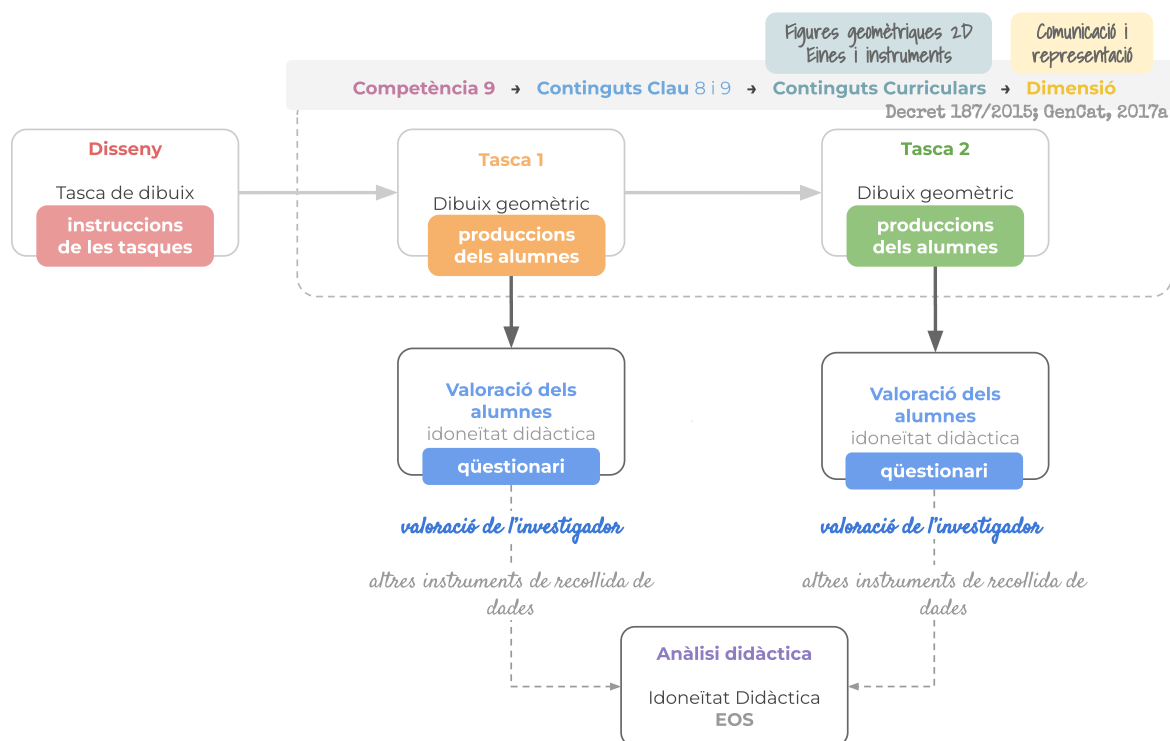 Figures geomètriques 2D
Eines i instruments
Comunicació i
representació
Competència 9 → Continguts Clau 8 i 9 → Continguts Curriculars → Dimensió
Decret 187/2015; GenCat, 2017a
Disseny
Tasca de dibuix
instruccions
de les tasques
Tasca 1
Dibuix geomètric
produccions
dels alumnes
Tasca 2
Dibuix geomètric
produccions
dels alumnes
Valoració dels
alumnes
idoneïtat didàctica
qüestionari
valoració de l'investigador
altres instruments de recollida de
dades
Valoració dels
alumnes
idoneïtat didàctica
qüestionari
valoració de l'investigador
altres instruments de recollida de
dades
Anàlisi didàctica
Idoneïtat Didàctica
EOS